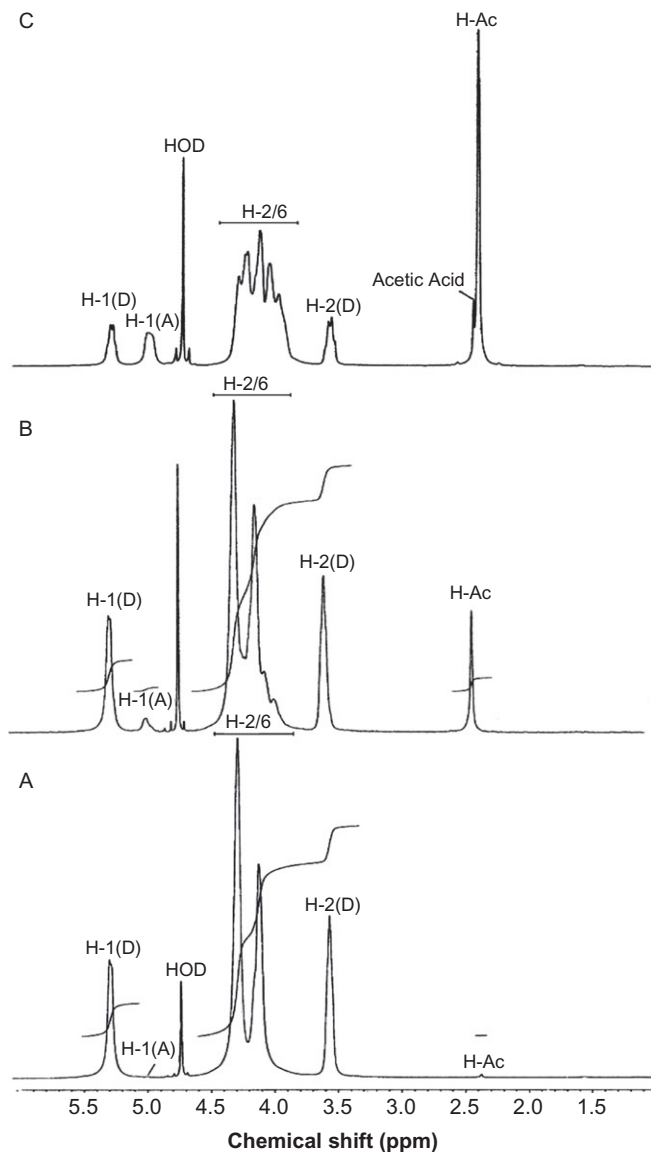 C
H-Ac
HOD
H-2/6
Acetic Acid
H-1(D)
H-1(A)
H-2(D)
H-2/6
B
H-2(D)
H-1(D)
H-Ac
H-1(A)
H-2/6
A
H-2(D)
H-1(D)
HOD
H-1(A)
H-Ac
5.5 5.0 4.5 4.0 3.5 3.0 2.5 2.0 1.5
Chemical shift (ppm)